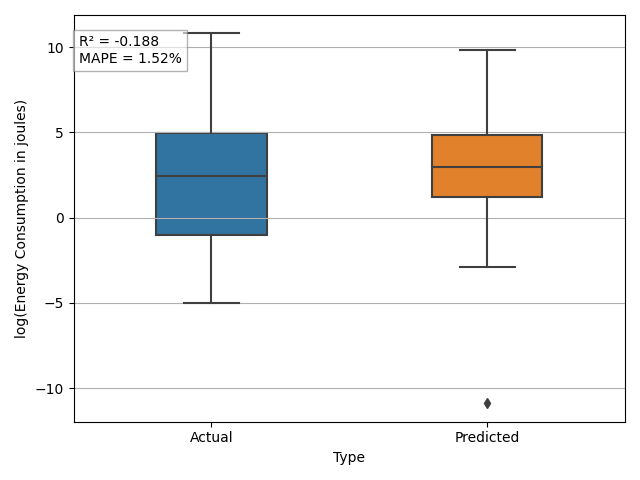 R² = -0.188
MAPE = 1.52%
log(Energy Consumption in joules)
10
5
0
−5
−10
Actual
Predicted
Type